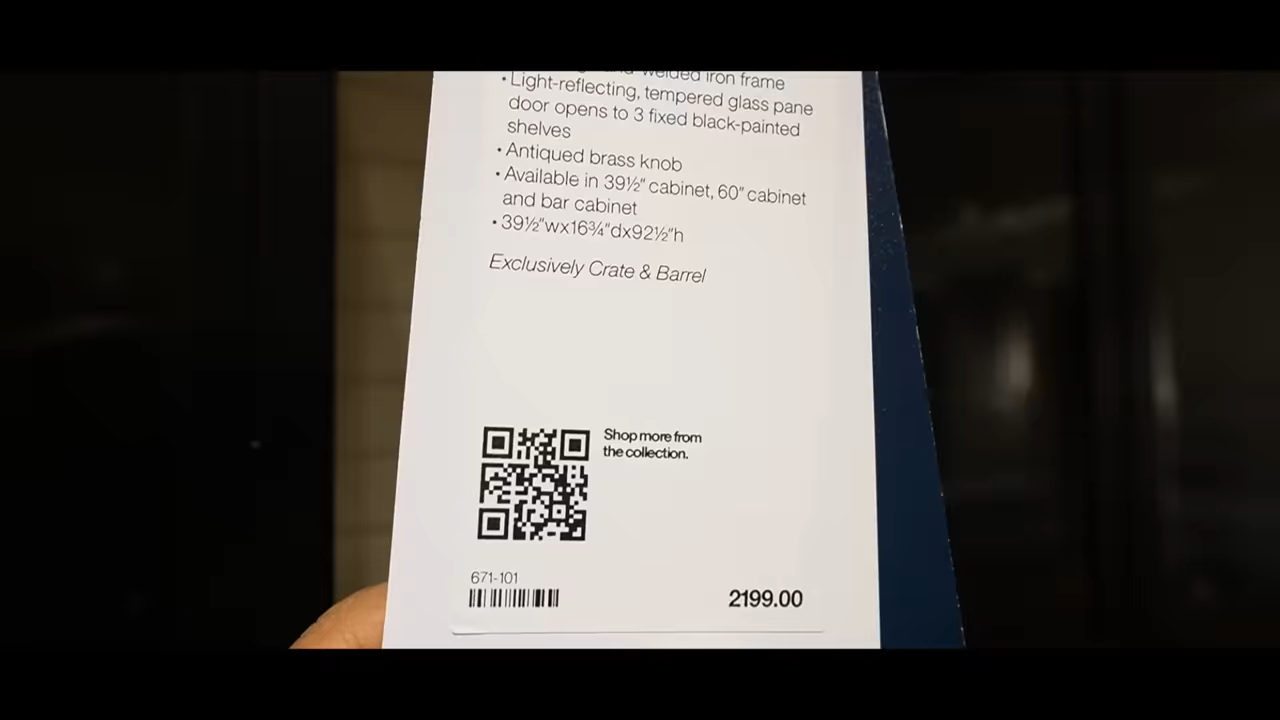 welded iron frame
• Light-reflecting, tempered glass pane
door opens to 3 fixed black-painted
shelves
• Antiqued brass knob
• Available in 39½" cabinet, 60" cabinet
and bar cabinet
• 39½"wx16¾"dx92½"h
Exclusively Crate & Barrel
Shop more from
the collection.
671-101
2199.00